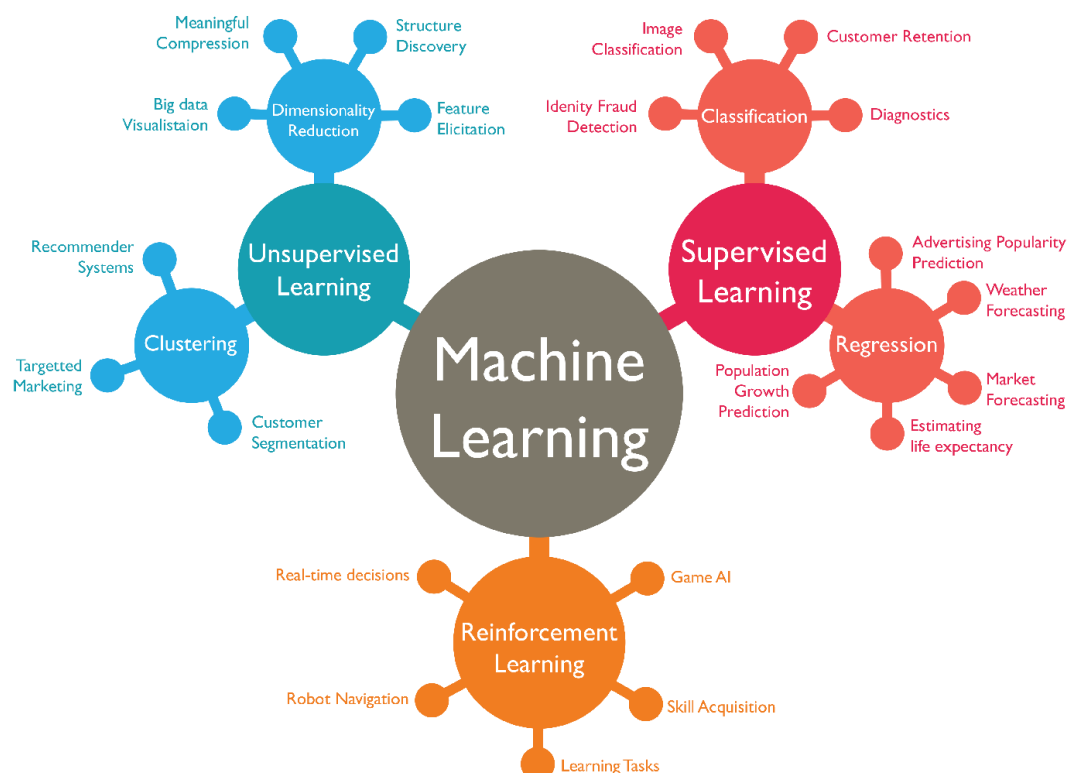 Meaningful
Compression
Structure
Discovery
Big data
Visualistaion
Dimensionality
Reduction
Feature
Elicitation
Image
Classification
Customer Retention
Idenity Fraud
Detection
Classification
Diagnostics
Unsupervised
Learning
Supervised
Learning
Recommender
Systems
Clustering
Targetted
Marketing
Customer
Segmentation
Machine
Learning
Advertising Popularity
Prediction
Weather
Forecasting
Regression
Population
Growth
Prediction
Market
Forecasting
Estimating
life expectancy
Real-time decisions
Game AI
Reinforcement
Learning
Robot Navigation
Skill Acquisition
Learning Tasks